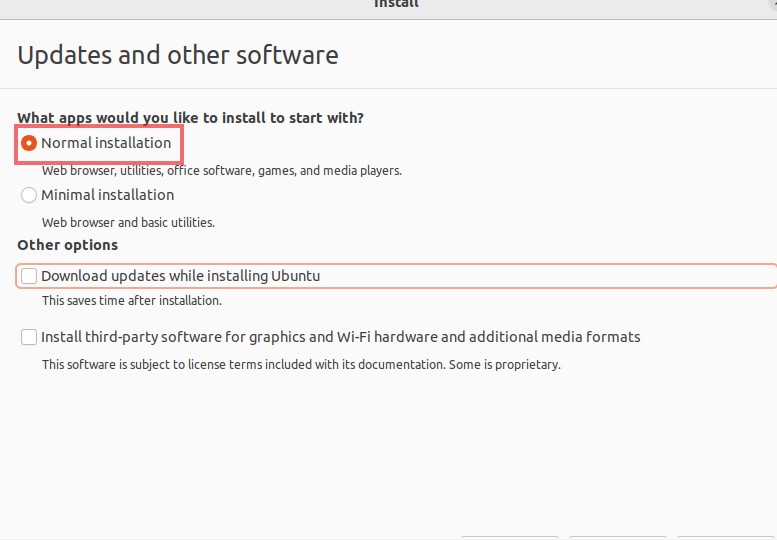 Install
Updates and other software
What apps would you like to install to start with?
Normal installation
Web browser, utilities, office software, games, and media players.
Minimal installation
Web browser and basic utilities.
Other options
Download updates while installing Ubuntu
This saves time after installation.
Install third-party software for graphics and Wi-Fi hardware and additional media formats
This software is subject to license terms included with its documentation. Some is proprietary.